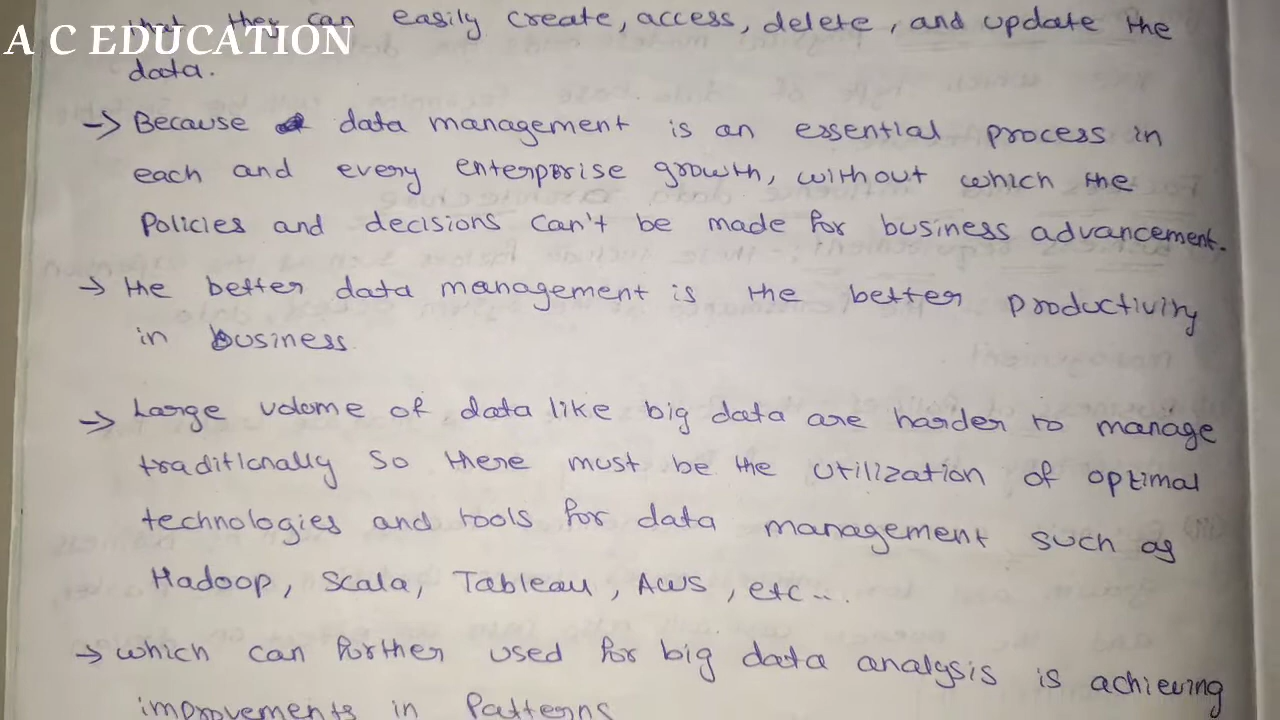 that they can easily create, access, delete, and update the
A C EDUCATION
data.
→ Because data management is an essential process in
each and every enterprise growth, without which the
Policies and decisions can't be made for business advancement.
→ the better data management is the better productivity
in business
→ Large volume of data like big data are harder to manage
traditionally so there must be the utilization of optimal
technologies and tools for data management such as
Hadoop, Scala, Tableau, AWS, etc...
→ which can further used for big data analysis is achieving
improvements in Patterns